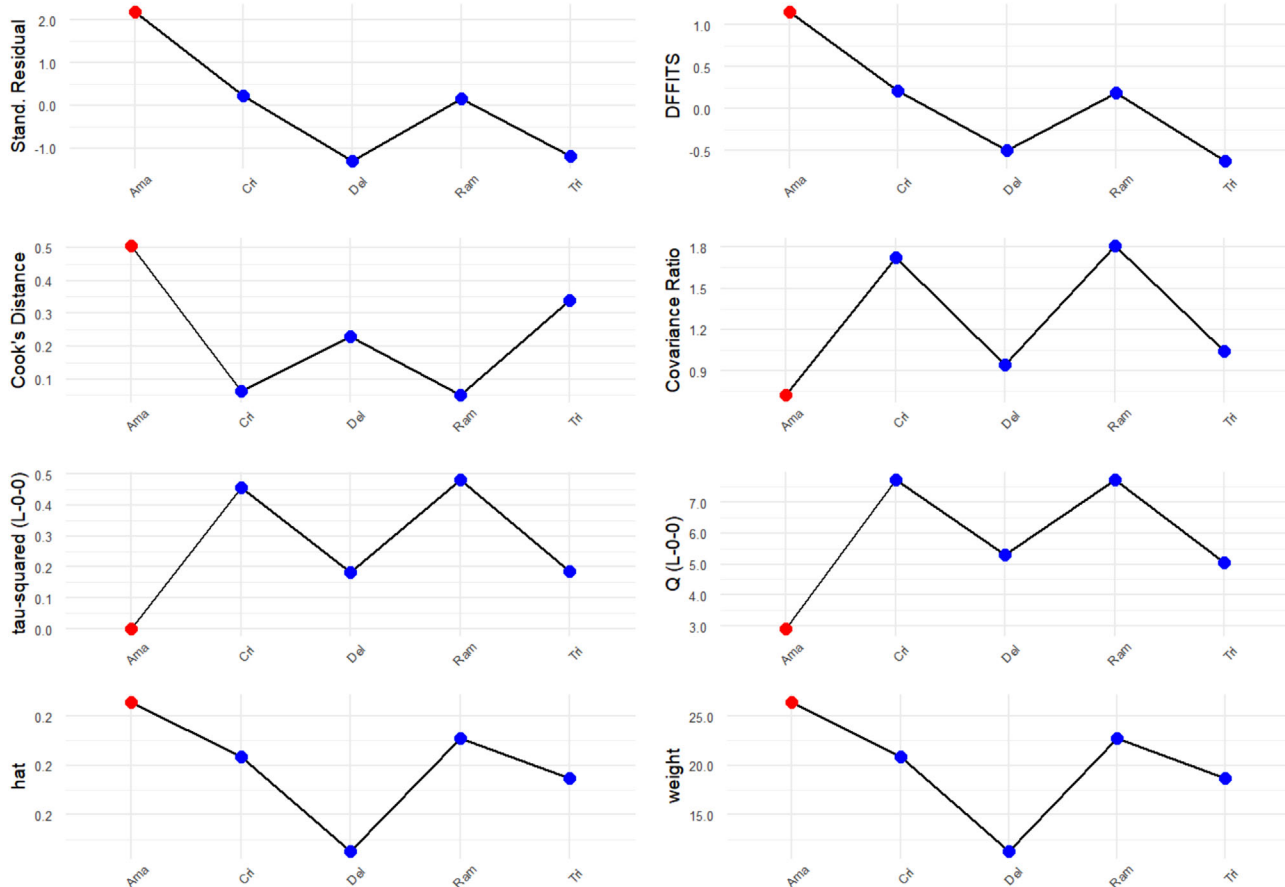 Stand. Residual
2.0
1.0
0.0
-1.0
Ama
Cri
Del
Ram
Tri
DFFITS
1.0
0.5
0.0
-0.5
Ama
Cri
Del
Ram
Tri
Cook's Distance
0.5
0.4
0.3
0.2
0.1
Ama
Cri
Del
Ram
Tri
Covariance Ratio
1.8
1.5
1.2
0.9
Ama
Cri
Del
Ram
Tri
tau-squared (L-0-0)
0.5
0.4
0.3
0.2
0.1
0.0
Ama
Cri
Del
Ram
Tri
Q (L-0-0)
7.0
6.0
5.0
4.0
3.0
Ama
Cri
Del
Ram
Tri
hat
0.2
0.2
0.2
Ama
Cri
Del
Ram
Tri
weight
25.0
20.0
15.0
Ama
Cri
Del
Ram
Tri